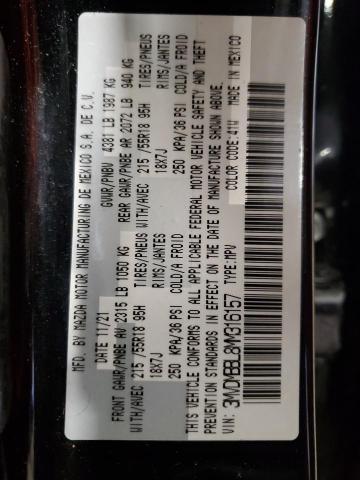 MFD. BY MAZDA MOTOR MANUFACTURING DE MEXICO S.A. DE C.V.
DATE 11/21 GVWR/PNBV 4381 LB 1987 KG
FRONT GAWR/PNBE AV 2315 LB 1050 KG REAR GAWR/PNBE AR 2072 LB 940 KG
WITH/AVEC 215 /55R18 95H TIRES/PNEUS WITH/AVEC 215 /55R18 95H TIRES/PNEUS
18X7J RIMS/JANTES 18X7J RIMS/JANTES
250 KPA/36 PSI COLD/A FROID 250 KPA/36 PSI COLD/A FROID
THIS VEHICLE CONFORMS TO ALL APPLICABLE FEDERAL MOTOR VEHICLE SAFETY AND THEFT
PREVENTION STANDARDS IN EFFECT ON THE DATE OF MANUFACTURE SHOWN ABOVE.
VIN: 3MVDKBBL8NM316157 TYPE: MPV COLOR CODE: 41W MADE IN MEXICO